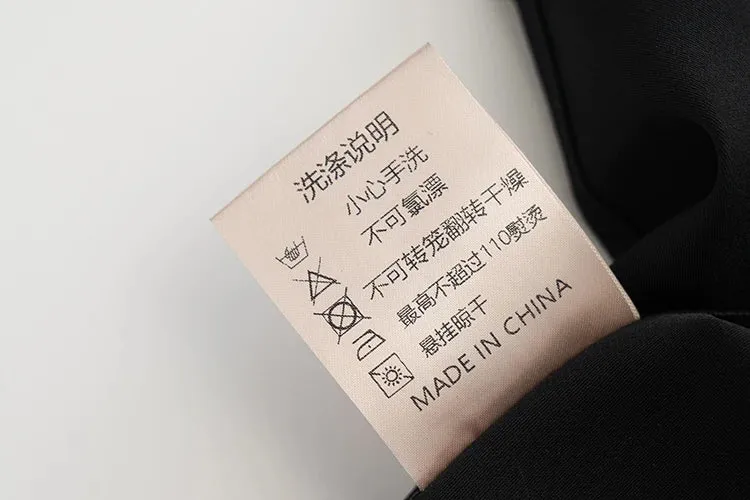 洗涤说明
小心手洗
不可氯漂
不可转笼翻转干燥
最高不超过110熨烫
悬挂晾干
MADE IN CHINA